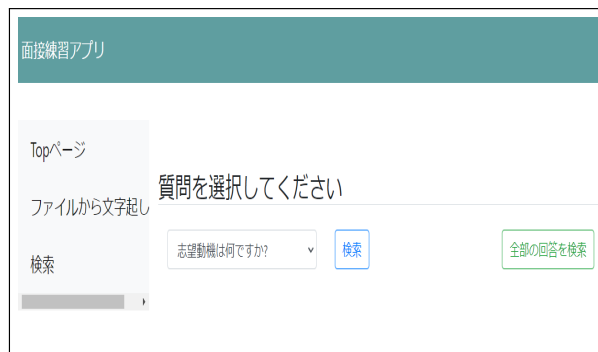 面接練習アプリ
Topページ
ファイルから文字起し
検索
質問を選択してください
志望動機は何ですか?
検索
全部の回答を検索